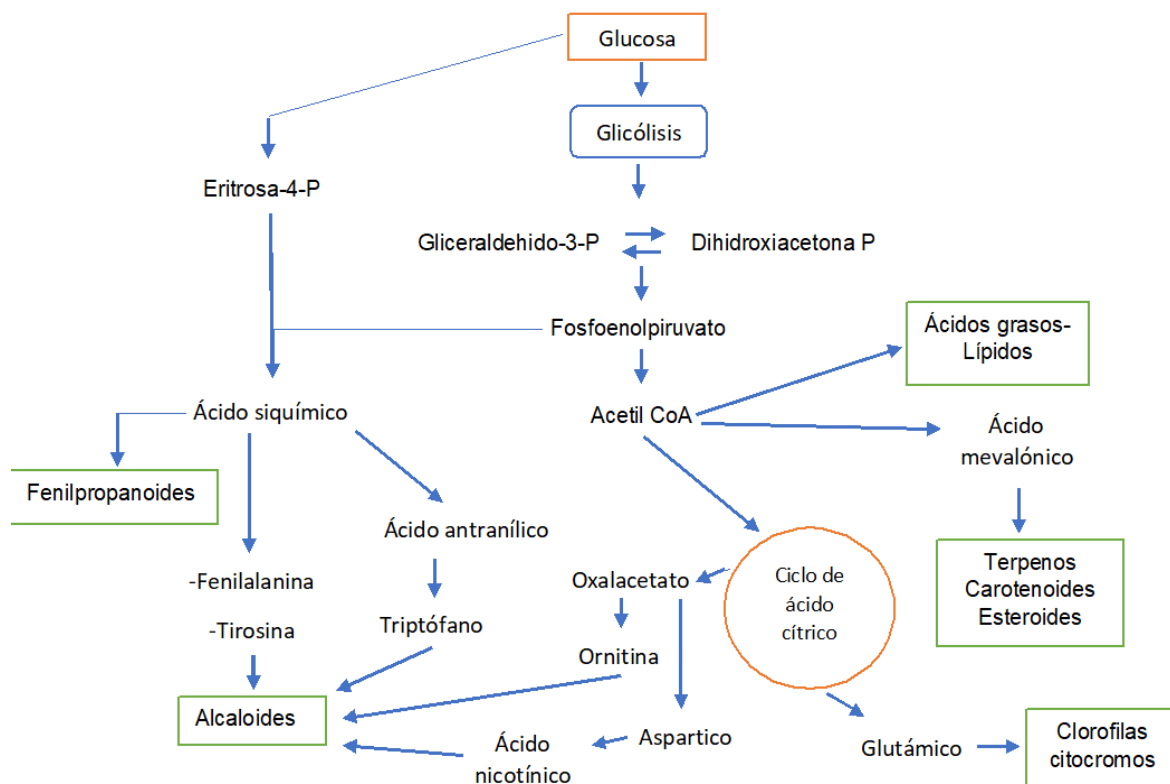 Glucosa
Glicólisis
Eritrosa-4-P
Gliceraldehido-3-P
Dihidroxiacetona P
Fosfoenolpiruvato
Ácidos grasos-
Lípidos
Ácido siquímico
Acetil CoA
Ácido
mevalónico
Fenilpropanoides
Ácido antranílico
-Fenilalanina
-Tirosina
Triptófano
Oxalacetato
Ornitina
Ciclo de
ácido
cítrico
Terpenos
Carotenoides
Esteroides
Alcaloides
Ácido
nicotínico
Aspartico
Glutámico
Clorofilas
citocromos